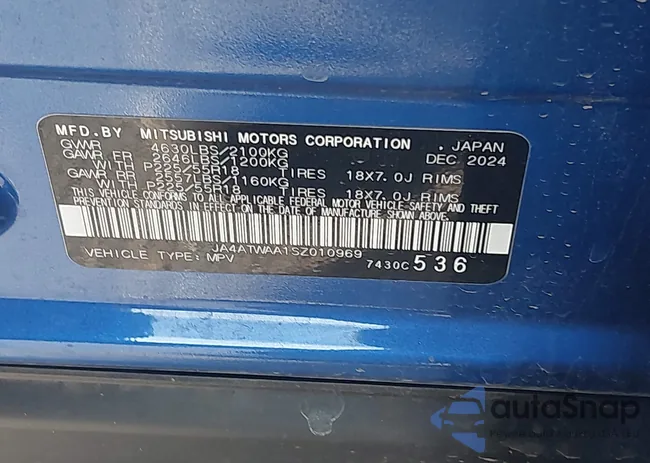 MFD.BY MITSUBISHI MOTORS CORPORATION . JAPAN
GVWR 4630LBS/2100KG DEC 2024
GAWR FR 2646LBS/1200KG
WITH P225/55R18 TIRES 18X7.0J RIMS
GAWR RR 2557LBS/1160KG
WITH P225/55R18 TIRES 18X7.0J RIMS
THIS VEHICLE CONFORMS TO ALL APPLICABLE FEDERAL MOTOR VEHICLE SAFETY AND THEFT
PREVENTION STANDARDS IN EFFECT ON THE DATE OF MANUFACTURE SHOWN ABOVE.
JA4ATWAA1SZ010969
VEHICLE TYPE: MPV 7430C 536
autoSnap